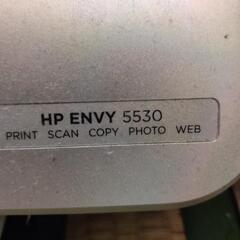 HP ENVY 5530
PRINT SCAN COPY PHOTO WEB